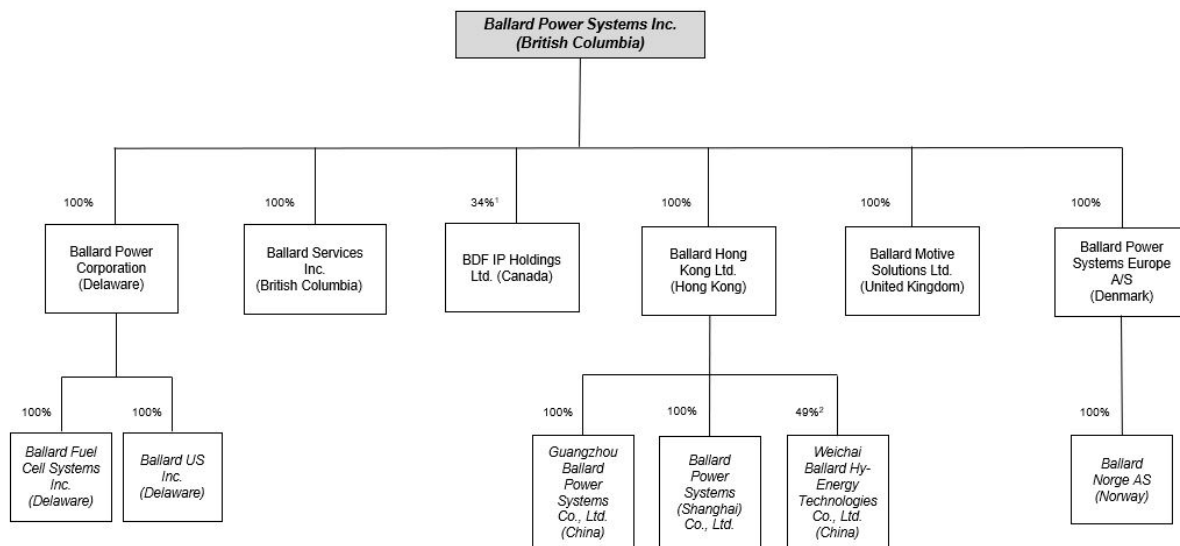 Ballard Power Systems Inc.
(British Columbia)
100%
100%
34%¹
100%
100%
100%
Ballard Power
Corporation
(Delaware)
Ballard Services
Inc.
(British Columbia)
BDF IP Holdings
Ltd. (Canada)
Ballard Hong
Kong Ltd.
(Hong Kong)
Ballard Motive
Solutions Ltd.
(United Kingdom)
Ballard Power
Systems Europe
A/S
(Denmark)
100%
100%
100%
100%
49%²
100%
Ballard Fuel
Cell Systems
Inc.
(Delaware)
Ballard US
Inc.
(Delaware)
Guangzhou
Ballard
Power
Systems
Co., Ltd.
(China)
Ballard
Power
Systems
(Shanghai)
Co., Ltd.
Weichai
Ballard Hy-
Energy
Technologies
Co., Ltd.
(China)
Ballard
Norge AS
(Norway)